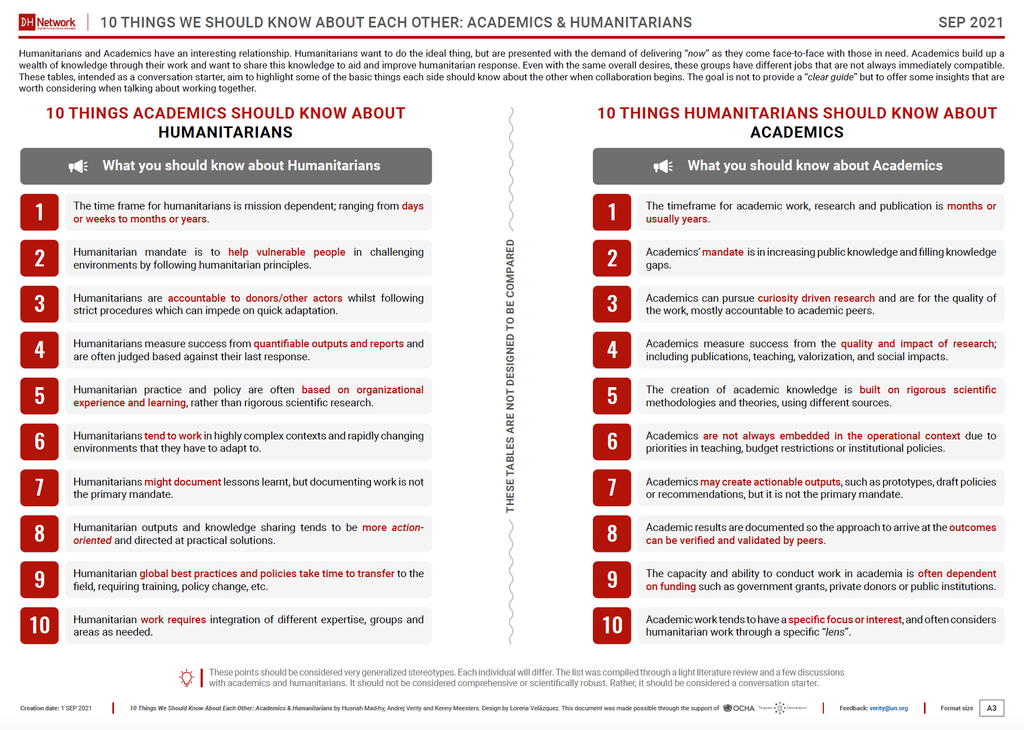 DH Network
10 THINGS WE SHOULD KNOW ABOUT EACH OTHER: ACADEMICS & HUMANITARIANS
SEP 2021
Humanitarians and Academics have an interesting relationship. Humanitarians want to do the ideal thing, but are presented with the demand of delivering "now" as they come face-to-face with those in need. Academics build up a
wealth of knowledge through their work and want to share this knowledge to aid and improve humanitarian response. Even with the same overall desires, these groups have different jobs that are not always immediately compatible.
These tables, intended as a conversation starter, aim to highlight some of the basic things each side should know about the other when collaboration begins. The goal is not to provide a "clear guide" but to offer some insights that are
worth considering when talking about working together.
10 THINGS ACADEMICS SHOULD KNOW ABOUT
HUMANITARIANS
What you should know about Humanitarians
1
The time frame for humanitarians is mission dependent; ranging from days
or weeks to months or years.
2
Humanitarian mandate is to help vulnerable people in challenging
environments by following humanitarian principles.
3
Humanitarians are accountable to donors/other actors whilst following
strict procedures which can impede on quick adaptation.
4
Humanitarians measure success from quantifiable outputs and reports and
are often judged based against their last response.
5
Humanitarian practice and policy are often based on organizational
experience and learning, rather than rigorous scientific research.
6
Humanitarians tend to work in highly complex contexts and rapidly changing
environments that they have to adapt to.
7
Humanitarians might document lessons learnt, but documenting work is not
the primary mandate.
8
Humanitarian outputs and knowledge sharing tends to be more action-
oriented and directed at practical solutions.
9
Humanitarian global best practices and policies take time to transfer to the
field, requiring training, policy change, etc.
10
Humanitarian work requires integration of different expertise, groups and
areas as needed.
THESE TABLES ARE NOT DESIGNED TO BE COMPARED
10 THINGS HUMANITARIANS SHOULD KNOW ABOUT
ACADEMICS
What you should know about Academics
1
The timeframe for academic work, research and publication is months or
usually years.
2
Academics' mandate is in increasing public knowledge and filling knowledge
gaps.
3
Academics can pursue curiosity driven research and are for the quality of
the work, mostly accountable to academic peers.
4
Academics measure success from the quality and impact of research;
including publications, teaching, valorization, and social impacts.
5
The creation of academic knowledge is built on rigorous scientific
methodologies and theories, using different sources.
6
Academics are not always embedded in the operational context due to
priorities in teaching, budget restrictions or institutional policies.
7
Academics may create actionable outputs, such as prototypes, draft policies
or recommendations, but it is not the primary mandate.
8
Academic results are documented so the approach to arrive at the outcomes
can be verified and validated by peers.
9
The capacity and ability to conduct work in academia is often dependent
on funding such as government grants, private donors or public institutions.
10
Academic work tends to have a specific focus or interest, and often considers
humanitarian work through a specific "lens".
These points should be considered very generalized stereotypes. Each individual will differ. The list was compiled through a light literature review and a few discussions
with academics and humanitarians. It should not be considered comprehensive or scientifically robust. Rather, it should be considered a conversation starter.
Creation date: 1 SEP 2021
10 Things We Should Know About Each Other: Academics & Humanitarians by Husnah Mad-hy, Andrej Verity and Kenny Meesters. Design by Lorena Velázquez. This document was made possible through the support of OCHA
Feedback: verity@un.org
Format size A3